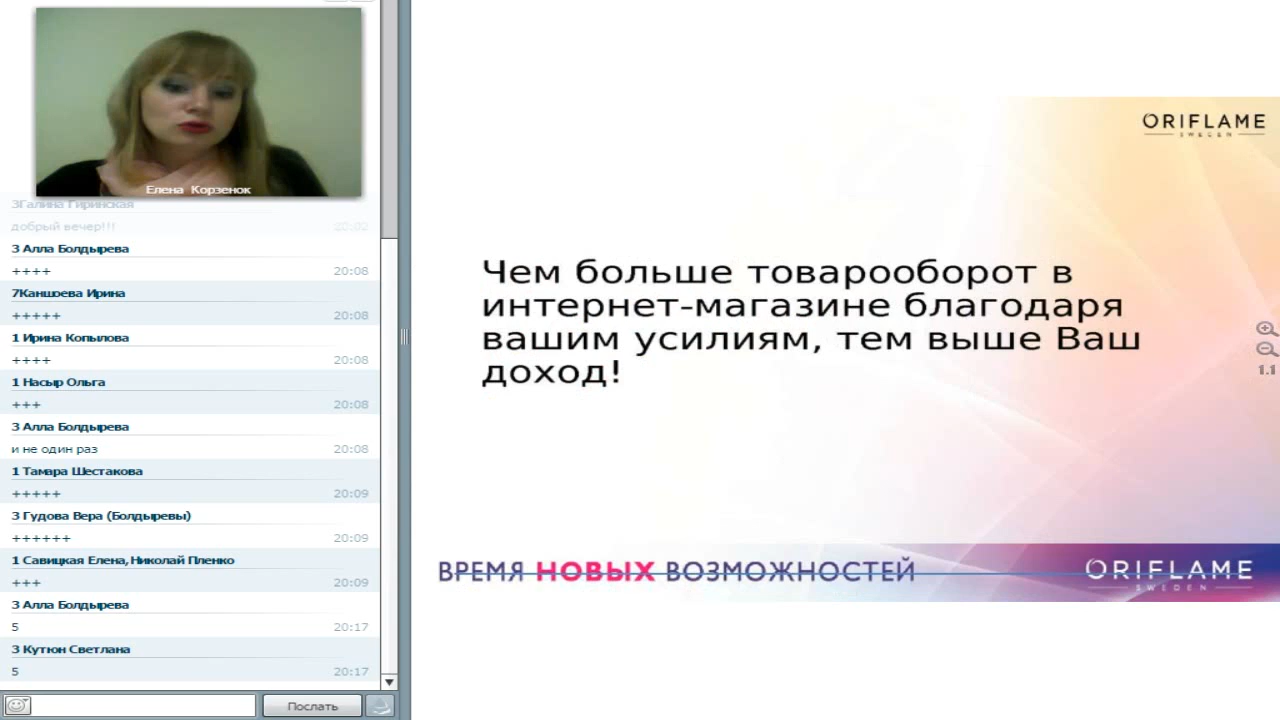 Елена Корзенок
3Галина Гиринская
добрый вечер!!! 20:02
3 Алла Болдырева
++++ 20:08
7Каншоева Ирина
+++++ 20:08
1 Ирина Копылова
++++ 20:08
1 Насыр Ольга
+++ 20:08
3 Алла Болдырева
и не один раз 20:08
1 Тамара Шестакова
+++++ 20:09
3 Гудова Вера (Болдыревы)
++++++ 20:09
1 Савицкая Елена,Николай Пленко
+++ 20:09
3 Алла Болдырева
5 20:17
3 Кутюн Светлана
5 20:17
Послать
ORIFLAME
SWEDEN
Чем больше товарооборот в
интернет-магазине благодаря
вашим усилиям, тем выше Ваш
доход!
1.1
ВРЕМЯ НОВЫХ ВОЗМОЖНОСТЕЙ
ORIFLAME
SWEDEN